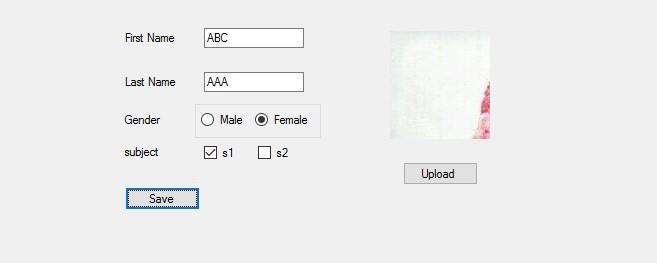 First Name ABC
Last Name AAA
Gender Male Female
subject s1 s2
Upload
Save